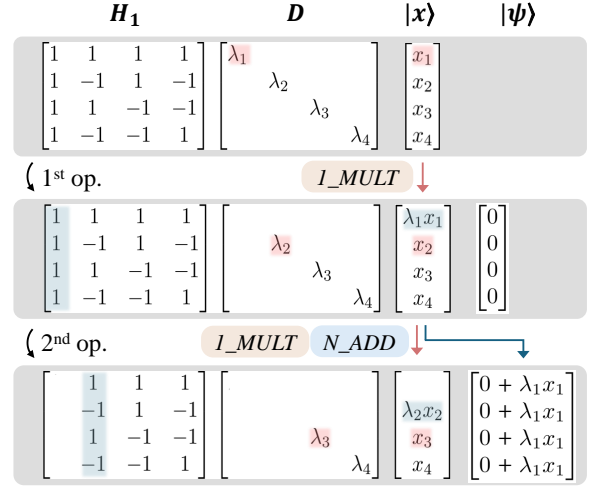 H₁ D |x⟩ |ψ⟩
1 1 1 1 λ₁ x₁
1 −1 1 −1 λ₂ x₂
1 1 −1 −1 λ₃ x₃
1 −1 −1 1 λ₄ x₄
1st op. 1_MULT
1 1 1 1 λ₁x₁ 0
1 −1 1 −1 λ₂ x₂ 0
1 1 −1 −1 λ₃ x₃ 0
1 −1 −1 1 λ₄ x₄ 0
2nd op. 1_MULT N_ADD
1 1 1 0 + λ₁x₁
−1 1 −1 λ₂x₂ 0 + λ₁x₁
1 −1 −1 λ₃ x₃ 0 + λ₁x₁
−1 −1 1 λ₄ x₄ 0 + λ₁x₁